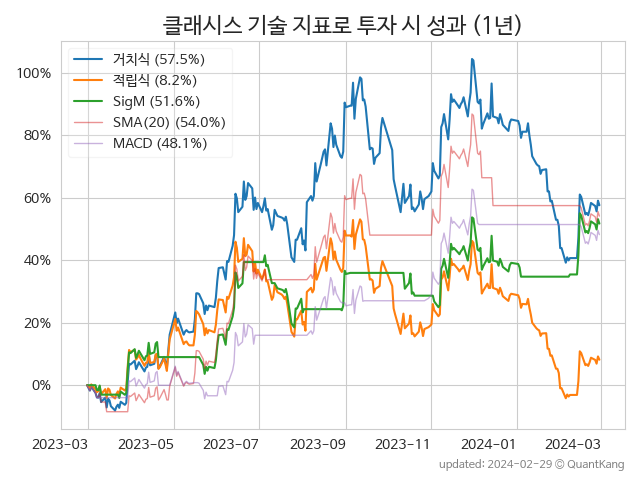 클래시스 기술 지표로 투자 시 성과 (1년)
거치식 (57.5%)
적립식 (8.2%)
SigM (51.6%)
SMA(20) (54.0%)
MACD (48.1%)
100%
80%
60%
40%
20%
0%
2023-03 2023-05 2023-07 2023-09 2023-11 2024-01 2024-03
updated: 2024-02-29 © QuantKang